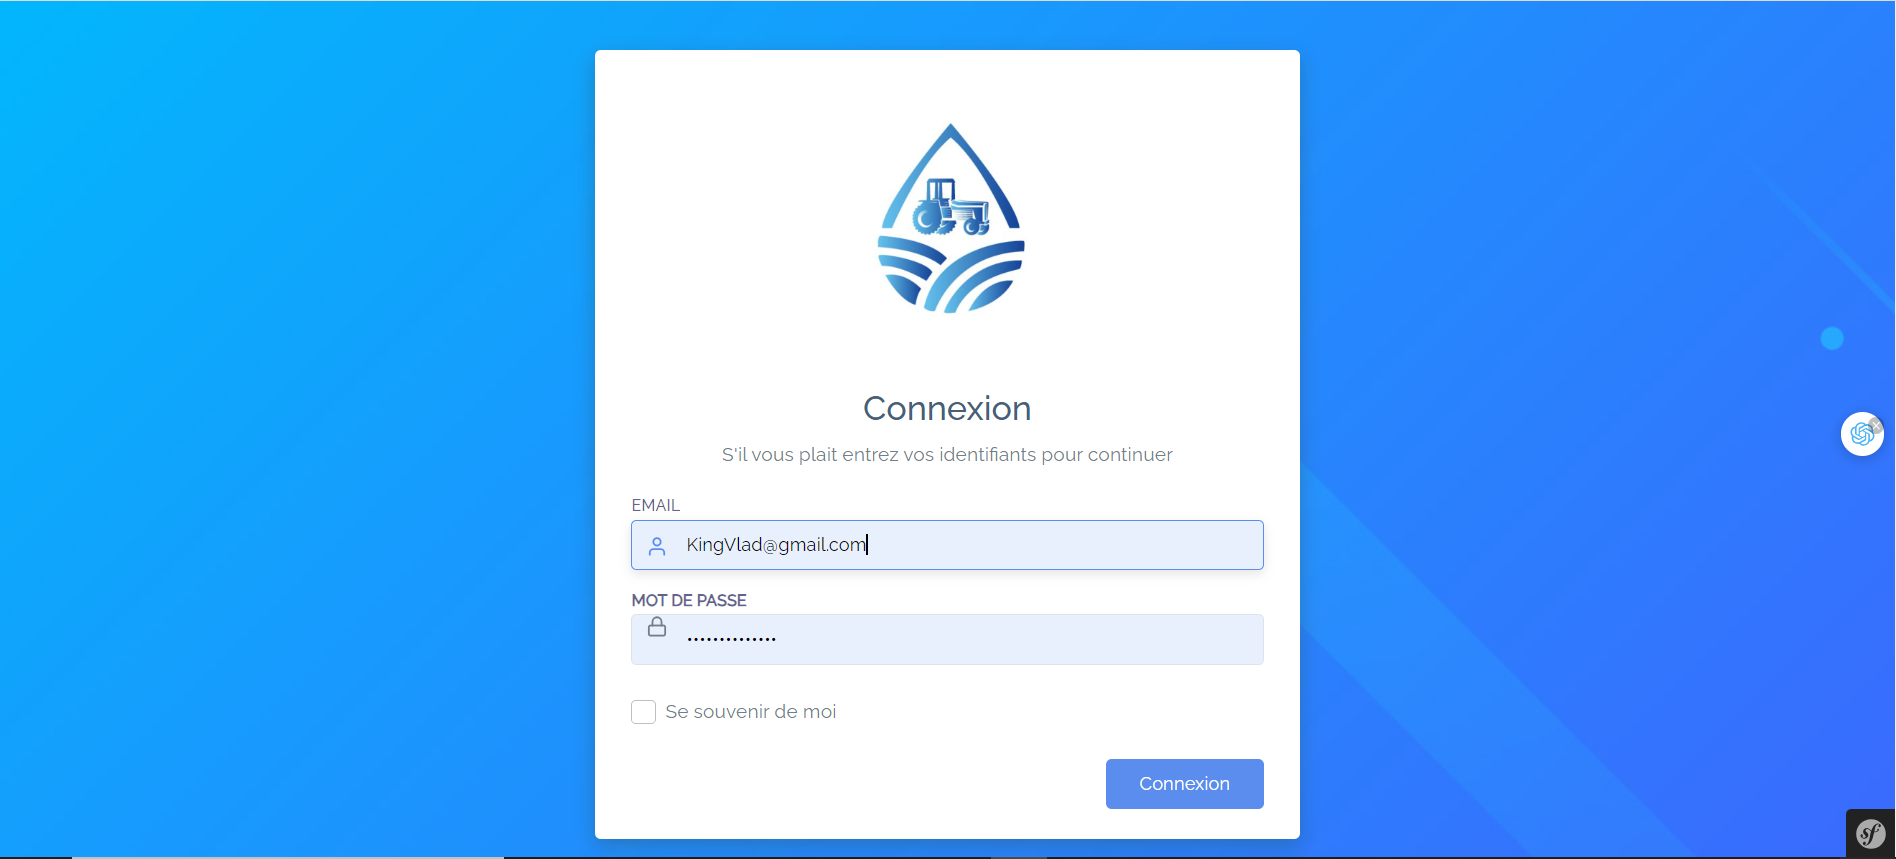 Connexion
S'il vous plait entrez vos identifiants pour continuer
EMAIL
KingVlad@gmail.com
MOT DE PASSE
••••••••••••••
Se souvenir de moi
Connexion
sf